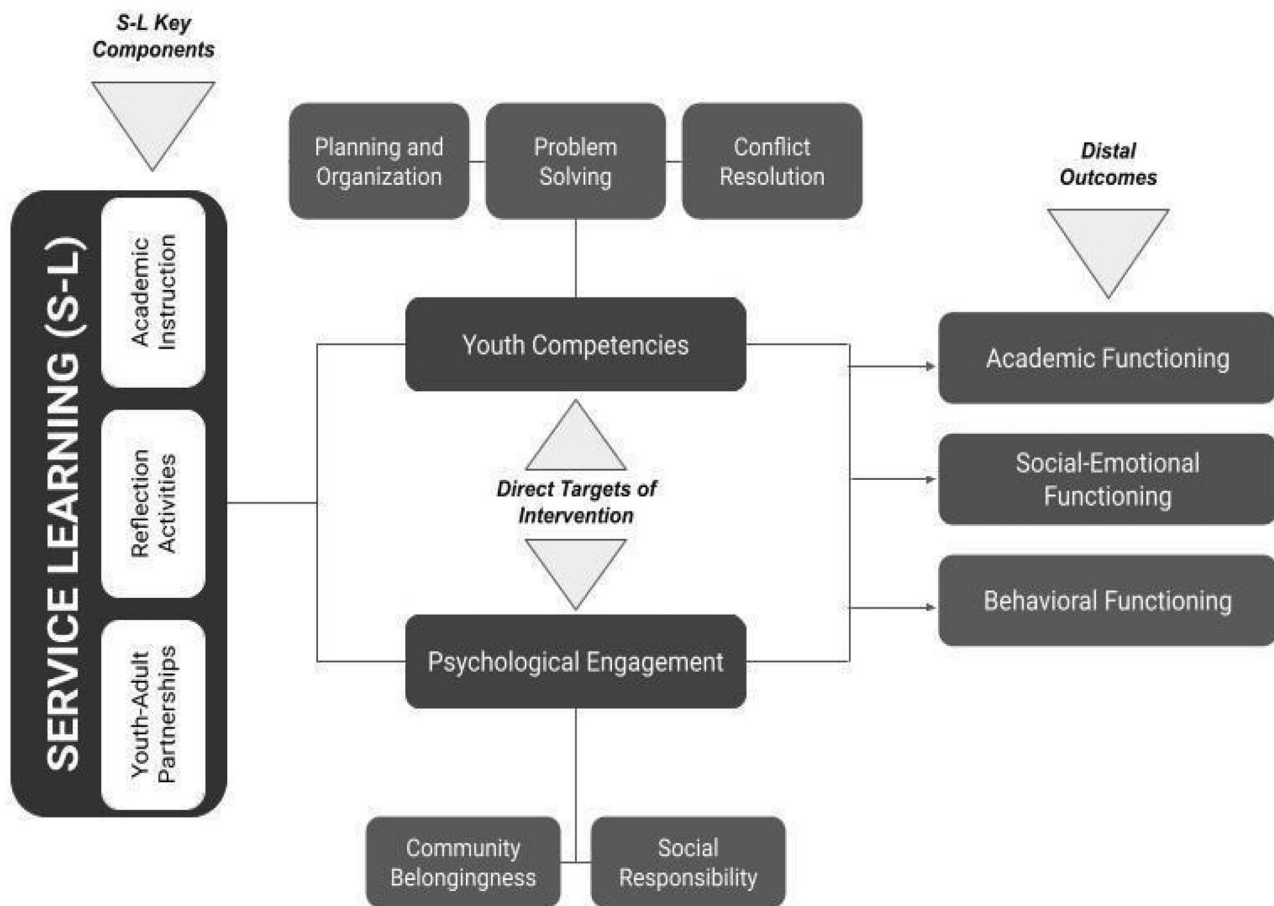 S-L Key
Components
SERVICE LEARNING (S-L)
Academic
Instruction
Reflection
Activities
Youth-Adult
Partnerships
Planning and
Organization
Problem
Solving
Conflict
Resolution
Youth Competencies
Direct Targets of
Intervention
Psychological Engagement
Community
Belongingness
Social
Responsibility
Distal
Outcomes
Academic Functioning
Social-Emotional
Functioning
Behavioral Functioning